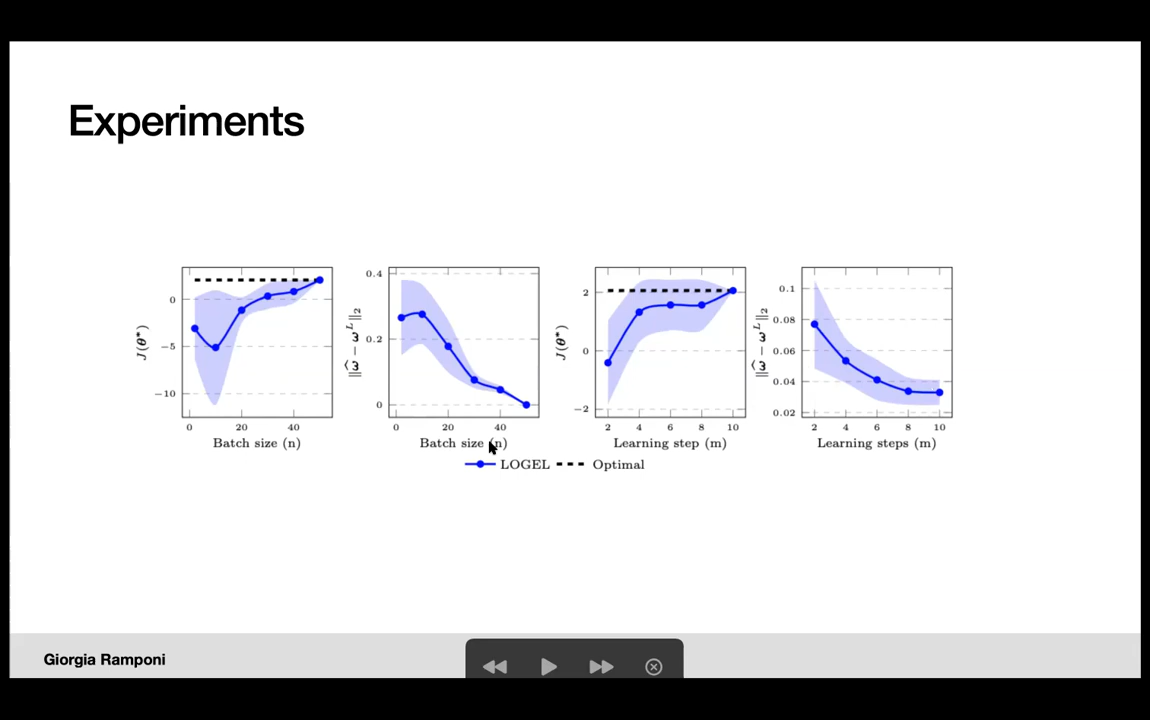 Experiments
0
−5
−10
J(θ*)
0 20 40
Batch size (n)
0.4
0.2
0
‖ω̂ − ω^L‖₂
0 20 40
Batch size (n)
2
0
−2
J(θ*)
2 4 6 8 10
Learning step (m)
0.1
0.08
0.06
0.04
0.02
‖ω̂ − ω^L‖₂
2 4 6 8 10
Learning steps (m)
LOGEL Optimal
Giorgia Ramponi